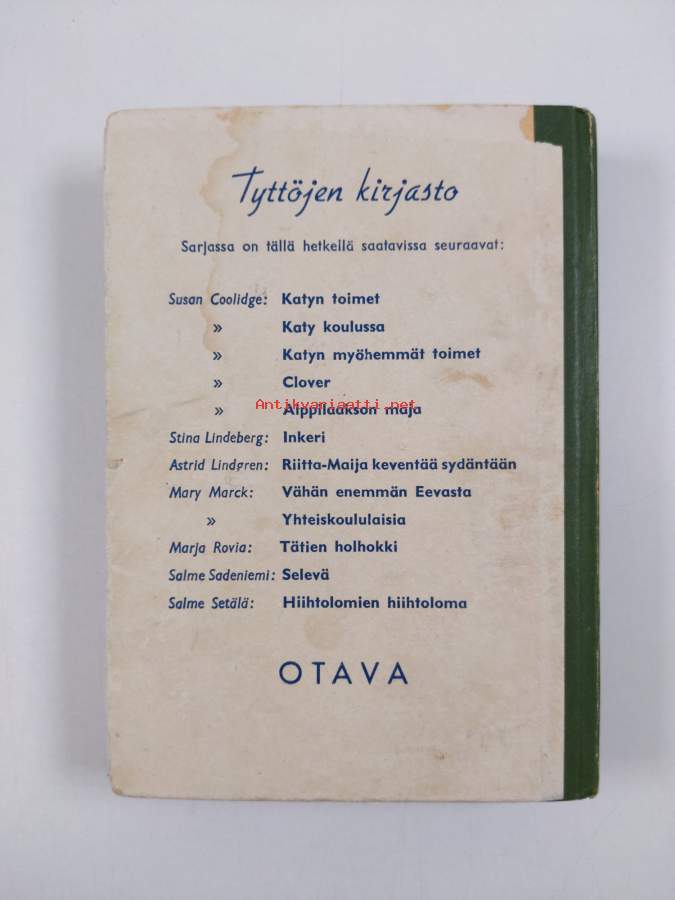 Tyttöjen kirjasto
Sarjassa on tällä hetkellä saatavissa seuraavat:
Susan Coolidge: Katyn toimet
» Katy koulussa
» Katyn myöhemmät toimet
» Clover
Antikvariaatti.net
» Alppilaakson maja
Stina Lindeberg: Inkeri
Astrid Lindgren: Riitta-Maija keventää sydäntään
Mary Marck: Vähän enemmän Eevasta
» Yhteiskoululaisia
Marja Rovia: Tätien holhokki
Salme Sadeniemi: Selevä
Salme Setälä: Hiihtolomien hiihtoloma
OTAVA